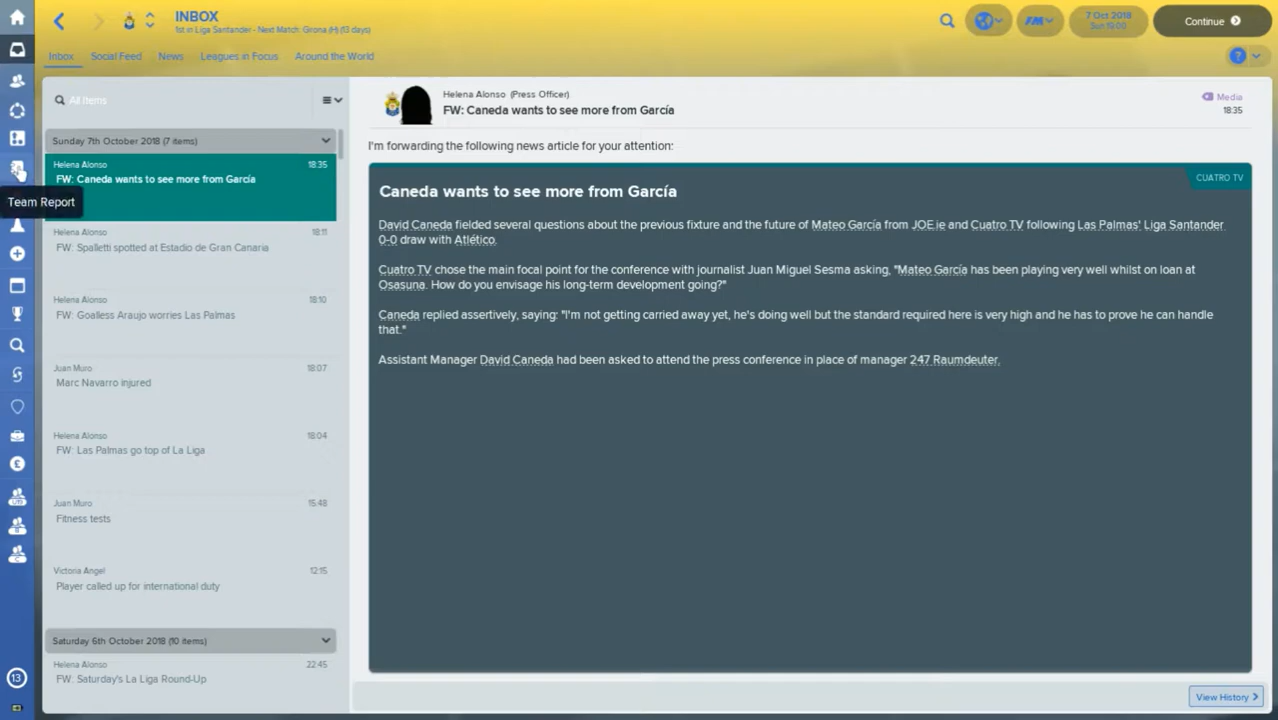 INBOX
1st in Liga Santander - Next Match: Girona (H) (13 days)
7 Oct 2018
Sun 19:00
Continue
Inbox
Social Feed
News
Leagues in Focus
Around the World
?
All Items
Sunday 7th October 2018 (7 items)
Helena Alonso 18:35
FW: Caneda wants to see more from García
Team Report
Helena Alonso 18:11
FW: Spalletti spotted at Estadio de Gran Canaria
Helena Alonso 18:10
FW: Goalless Araujo worries Las Palmas
Juan Muro 18:07
Marc Navarro injured
Helena Alonso 18:04
FW: Las Palmas go top of La Liga
Juan Muro 15:48
Fitness tests
Victoria Angel 12:15
Player called up for international duty
Saturday 6th October 2018 (10 items)
Helena Alonso 22:45
FW: Saturday's La Liga Round-Up
13
Helena Alonso (Press Officer)
FW: Caneda wants to see more from García
Media
18:35
I'm forwarding the following news article for your attention:
CUATRO TV
Caneda wants to see more from García
David Caneda fielded several questions about the previous fixture and the future of Mateo García from JOE.ie and Cuatro TV following Las Palmas' Liga Santander
0-0 draw with Atlético.
Cuatro TV chose the main focal point for the conference with journalist Juan Miguel Sesma asking, "Mateo García has been playing very well whilst on loan at
Osasuna. How do you envisage his long-term development going?"
Caneda replied assertively, saying: "I'm not getting carried away yet, he's doing well but the standard required here is very high and he has to prove he can handle
that."
Assistant Manager David Caneda had been asked to attend the press conference in place of manager 247 Raumdeuter.
View History